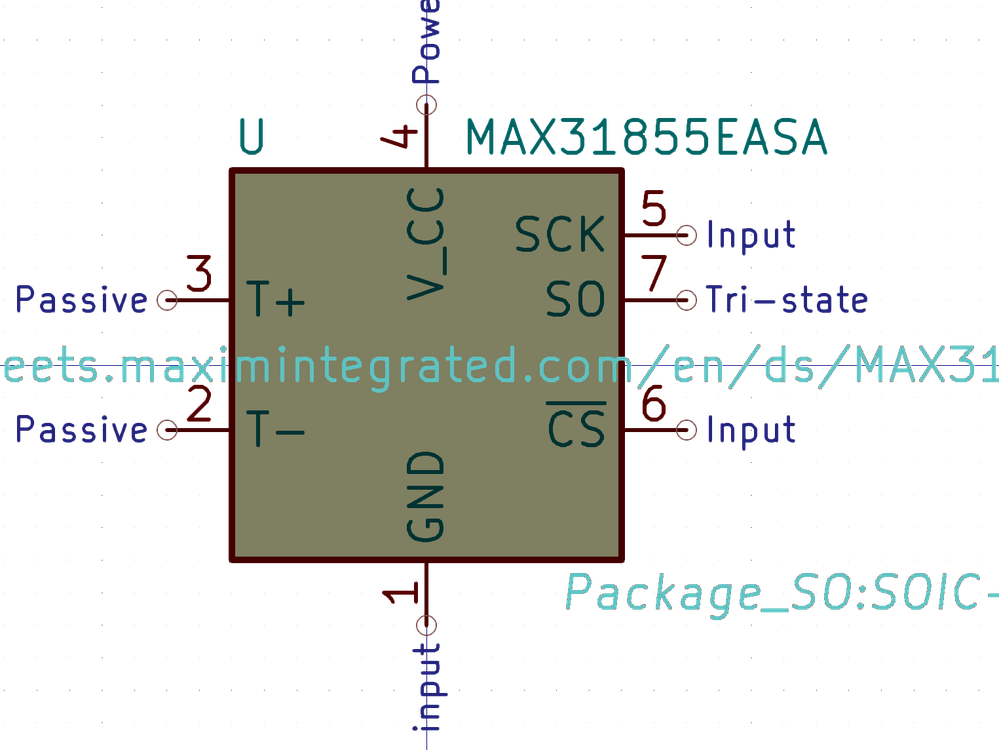 Powe
U
4
MAX31855EASA
V_CC
5
SCK
Input
3
7
Passive
T+
SO
Tri-state
eets.maximintegrated.com/en/ds/MAX31
2
6
Passive
T-
CS
Input
GND
1
Package_SO:SOIC-
input